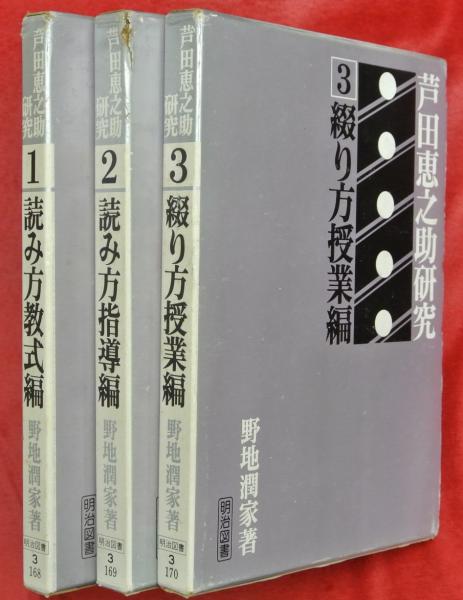 芦田恵之助研究
1
読み方教式編
野地潤家著
明治図書
3
168
芦田恵之助研究
2
読み方指導編
野地潤家著
明治図書
3
169
芦田恵之助研究
3
綴り方授業編
野地潤家著
明治図書
3
170
芦田恵之助研究
3 綴り方授業編
野地潤家著
明治図書